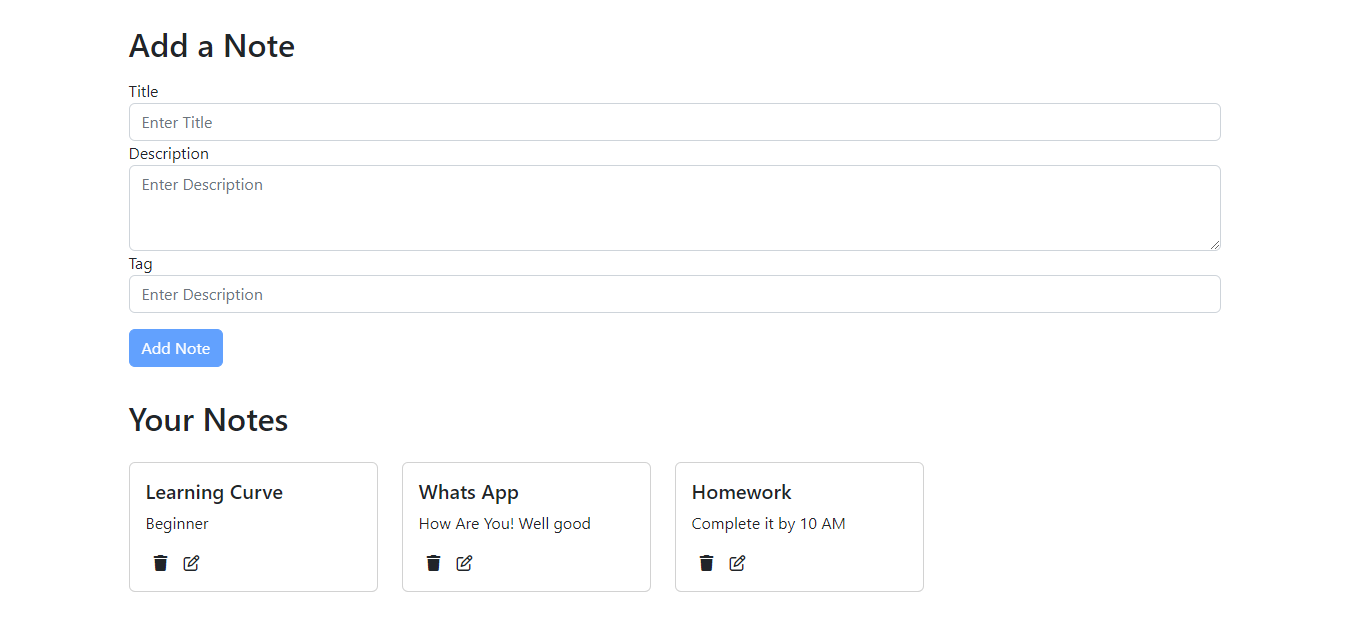 Add a Note
Title
Enter Title
Description
Enter Description
Tag
Enter Description
Add Note
Your Notes
Learning Curve
Beginner
Whats App
How Are You! Well good
Homework
Complete it by 10 AM